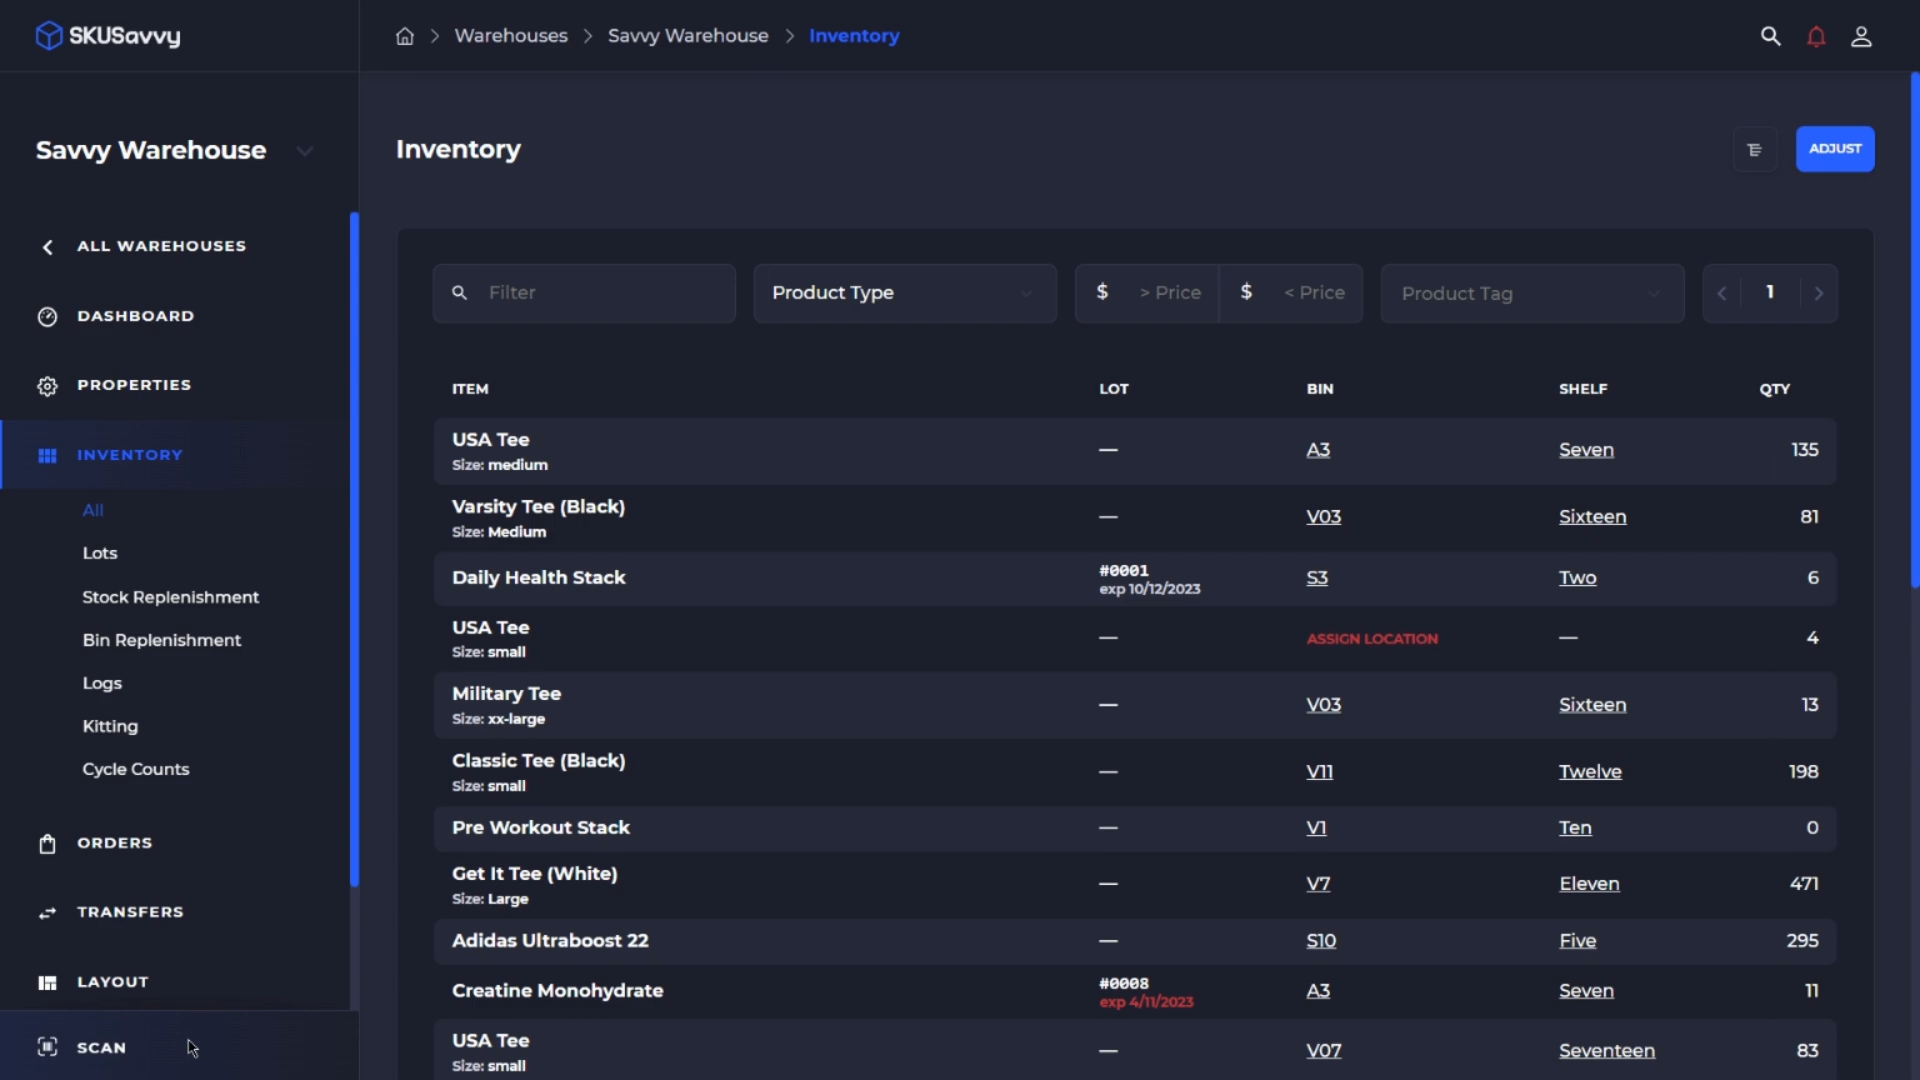 SKUSavvy
Warehouses
Savvy Warehouse
Inventory
Savvy Warehouse
ALL WAREHOUSES
DASHBOARD
PROPERTIES
INVENTORY
All
Lots
Stock Replenishment
Bin Replenishment
Logs
Kitting
Cycle Counts
ORDERS
TRANSFERS
LAYOUT
SCAN
Inventory
ADJUST
Filter
Product Type
$ > Price
$ < Price
Product Tag
< 1 >
ITEM LOT BIN SHELF QTY
USA Tee
Size: medium
— A3 Seven 135
Varsity Tee (Black)
Size: Medium
— V03 Sixteen 81
Daily Health Stack
#0001
exp 10/12/2023
S3 Two 6
USA Tee
Size: small
— ASSIGN LOCATION — 4
Military Tee
Size: xx-large
— V03 Sixteen 13
Classic Tee (Black)
Size: small
— V11 Twelve 198
Pre Workout Stack — V1 Ten 0
Get It Tee (White)
Size: Large
— V7 Eleven 471
Adidas Ultraboost 22 — S10 Five 295
Creatine Monohydrate
#0008
exp 4/11/2023
A3 Seven 11
USA Tee
Size: small
— V07 Seventeen 83